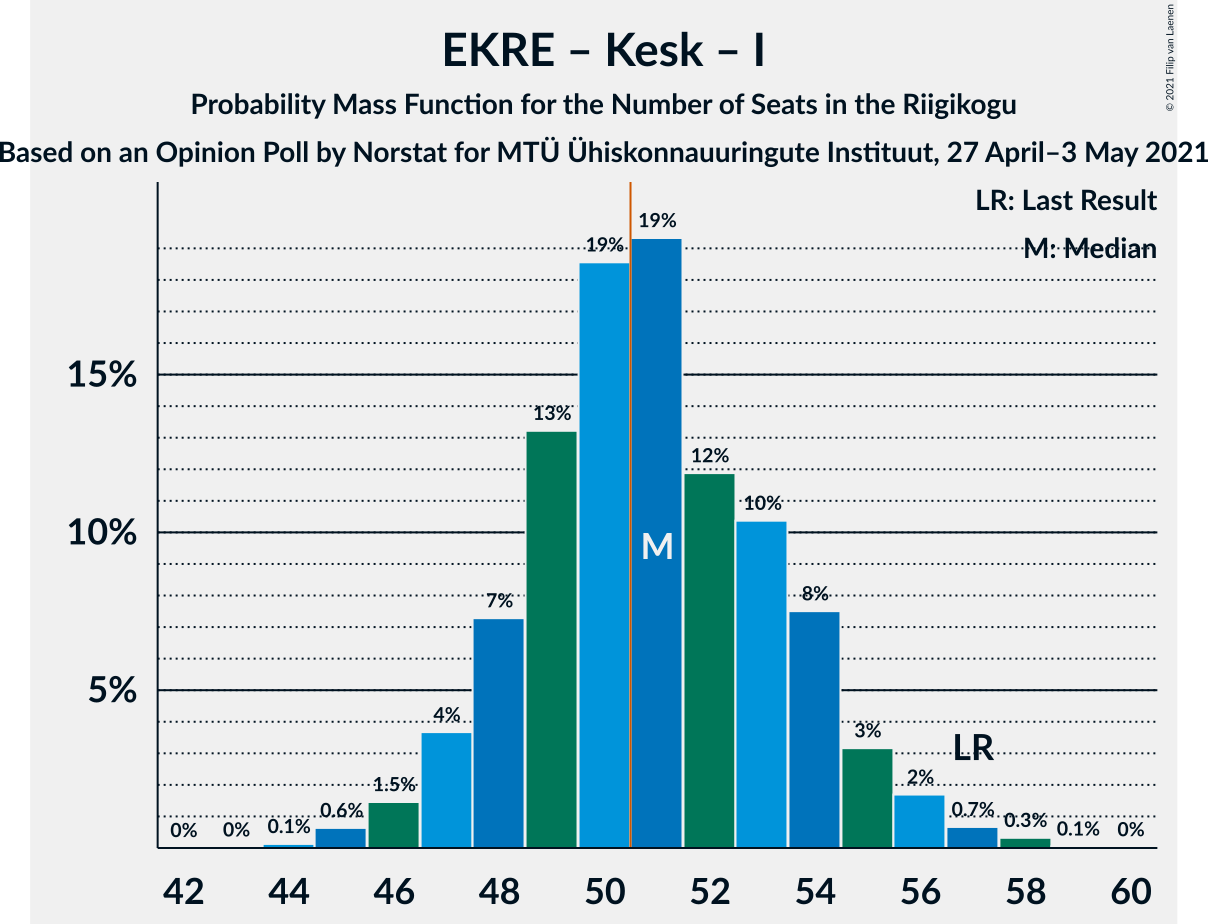 EKRE – Kesk – I
Probability Mass Function for the Number of Seats in the Riigikogu
Based on an Opinion Poll by Norstat for MTÜ Ühiskonnauuringute Instituut, 27 April–3 May 2021
© 2021 Filip van Laenen
LR: Last Result
M: Median
15%
10%
5%
0%
0%
0.1%
0.6%
1.5%
4%
7%
13%
19%
19%
12%
10%
8%
3%
2%
0.7%
0.3%
0.1%
0%
M
LR
42 44 46 48 50 52 54 56 58 60